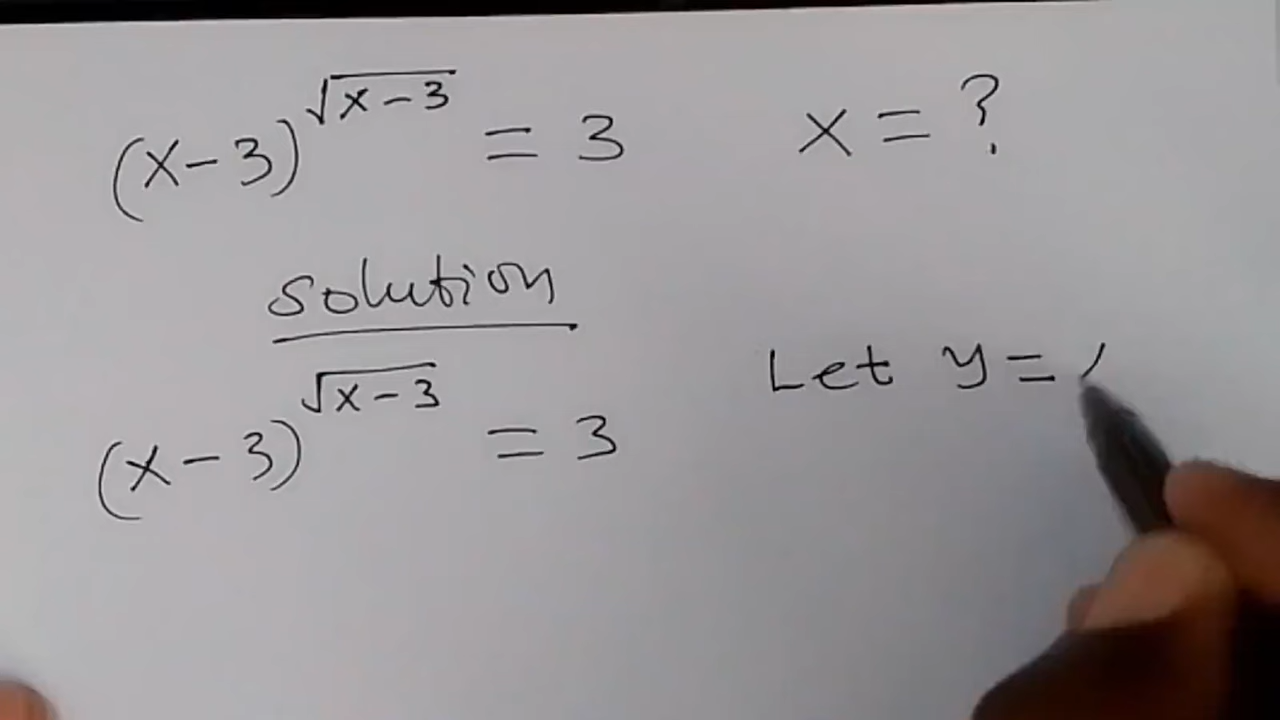 (x-3)^√(x-3) = 3 x = ?
solution
(x-3)^√(x-3) = 3 Let y =